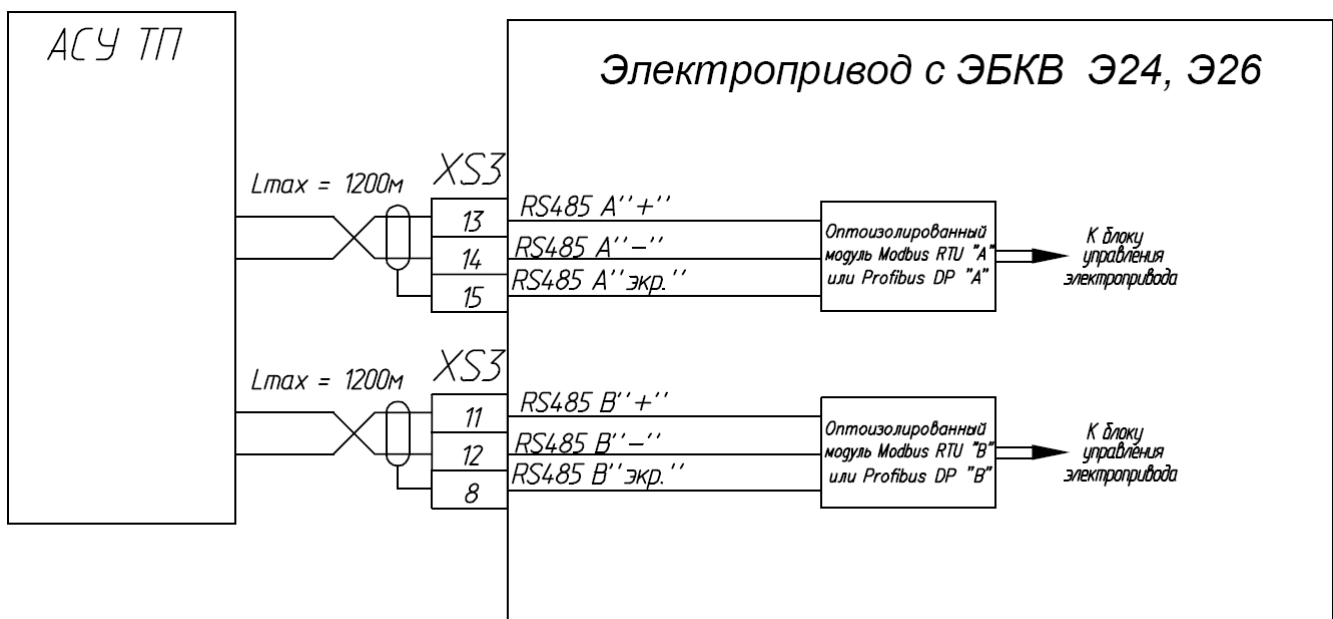 АСУ ТП
Электропривод с ЭБКВ Э24, Э26
Lmax = 1200м
XS3
13
RS485 A''+''
14
RS485 A''-''
15
RS485 A''экр.''
Оптоизолированный
модуль Modbus RTU "A"
или Profibus DP "A"
К блоку
управления
электропривода
Lmax = 1200м
XS3
11
RS485 B''+''
12
RS485 B''-''
8
RS485 B''экр.''
Оптоизолированный
модуль Modbus RTU "B"
или Profibus DP "B"
К блоку
управления
электропривода